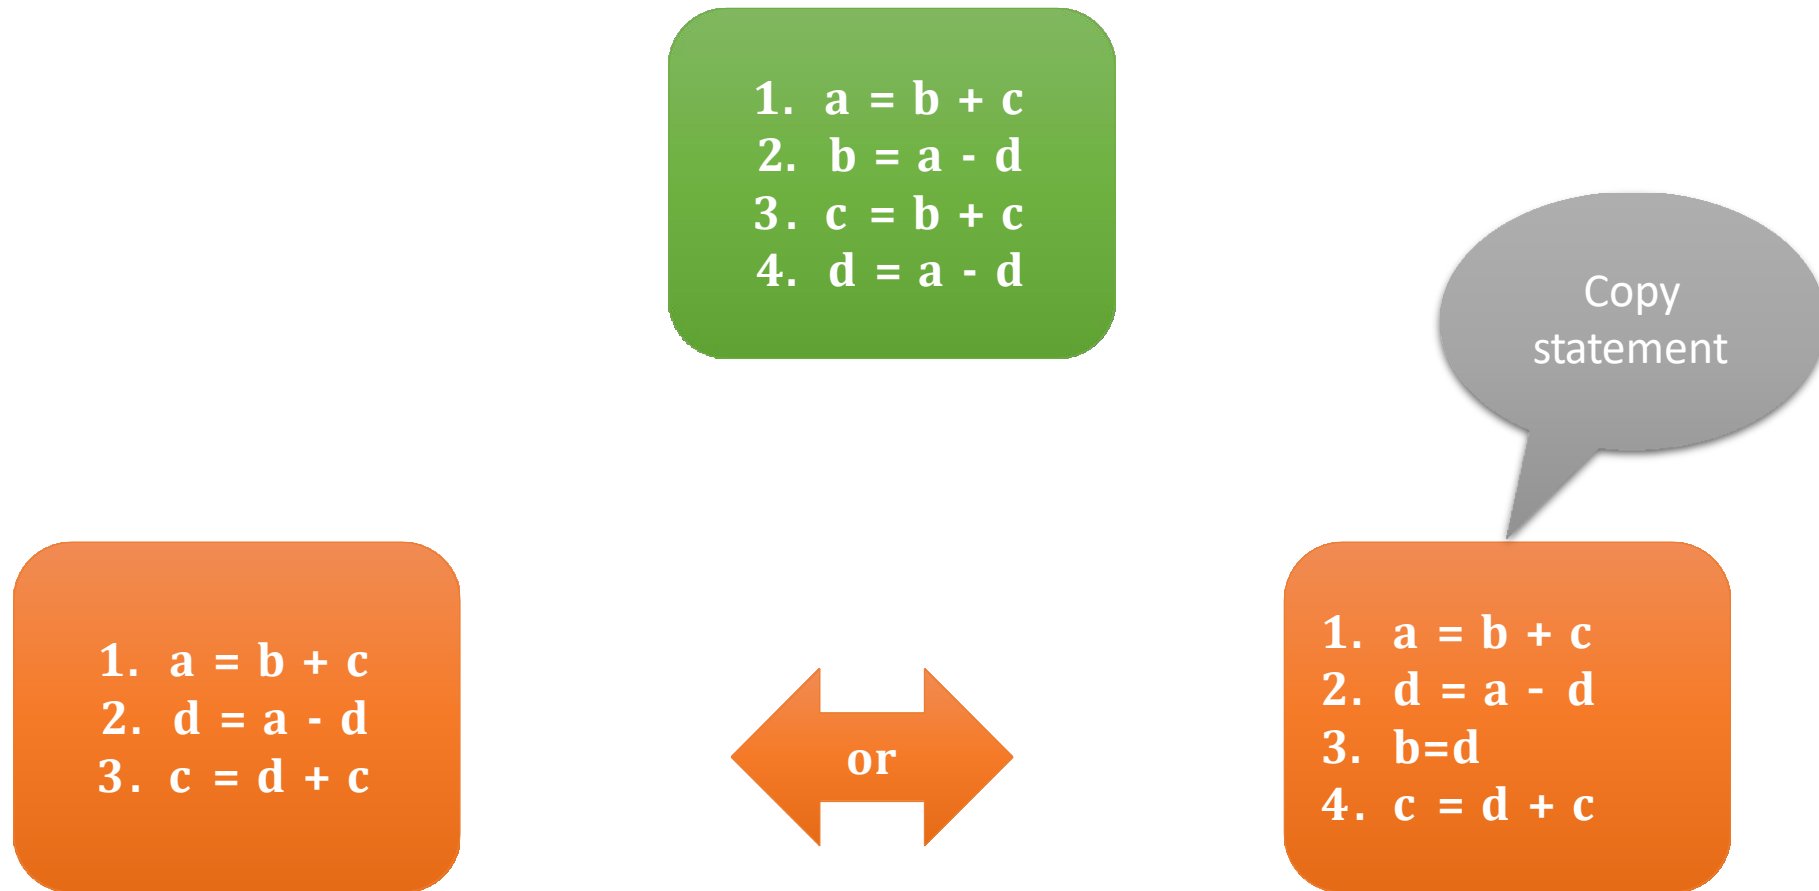 1. a = b + c
2. b = a - d
3. c = b + c
4. d = a - d
Copy
statement
1. a = b + c
2. d = a - d
3. c = d + c
or
1. a = b + c
2. d = a - d
3. b=d
4. c = d + c